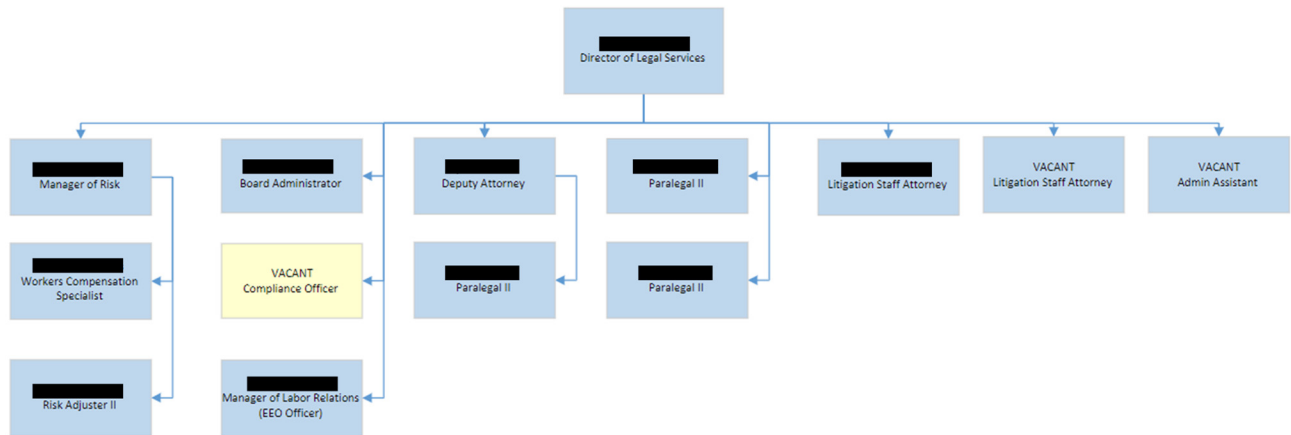 Director of Legal Services
Manager of Risk
Board Administrator
Deputy Attorney
Paralegal II
Litigation Staff Attorney
VACANT
Litigation Staff Attorney
VACANT
Admin Assistant
Workers Compensation
Specialist
VACANT
Compliance Officer
Paralegal II
Paralegal II
Risk Adjuster II
Manager of Labor Relations
(EEO Officer)